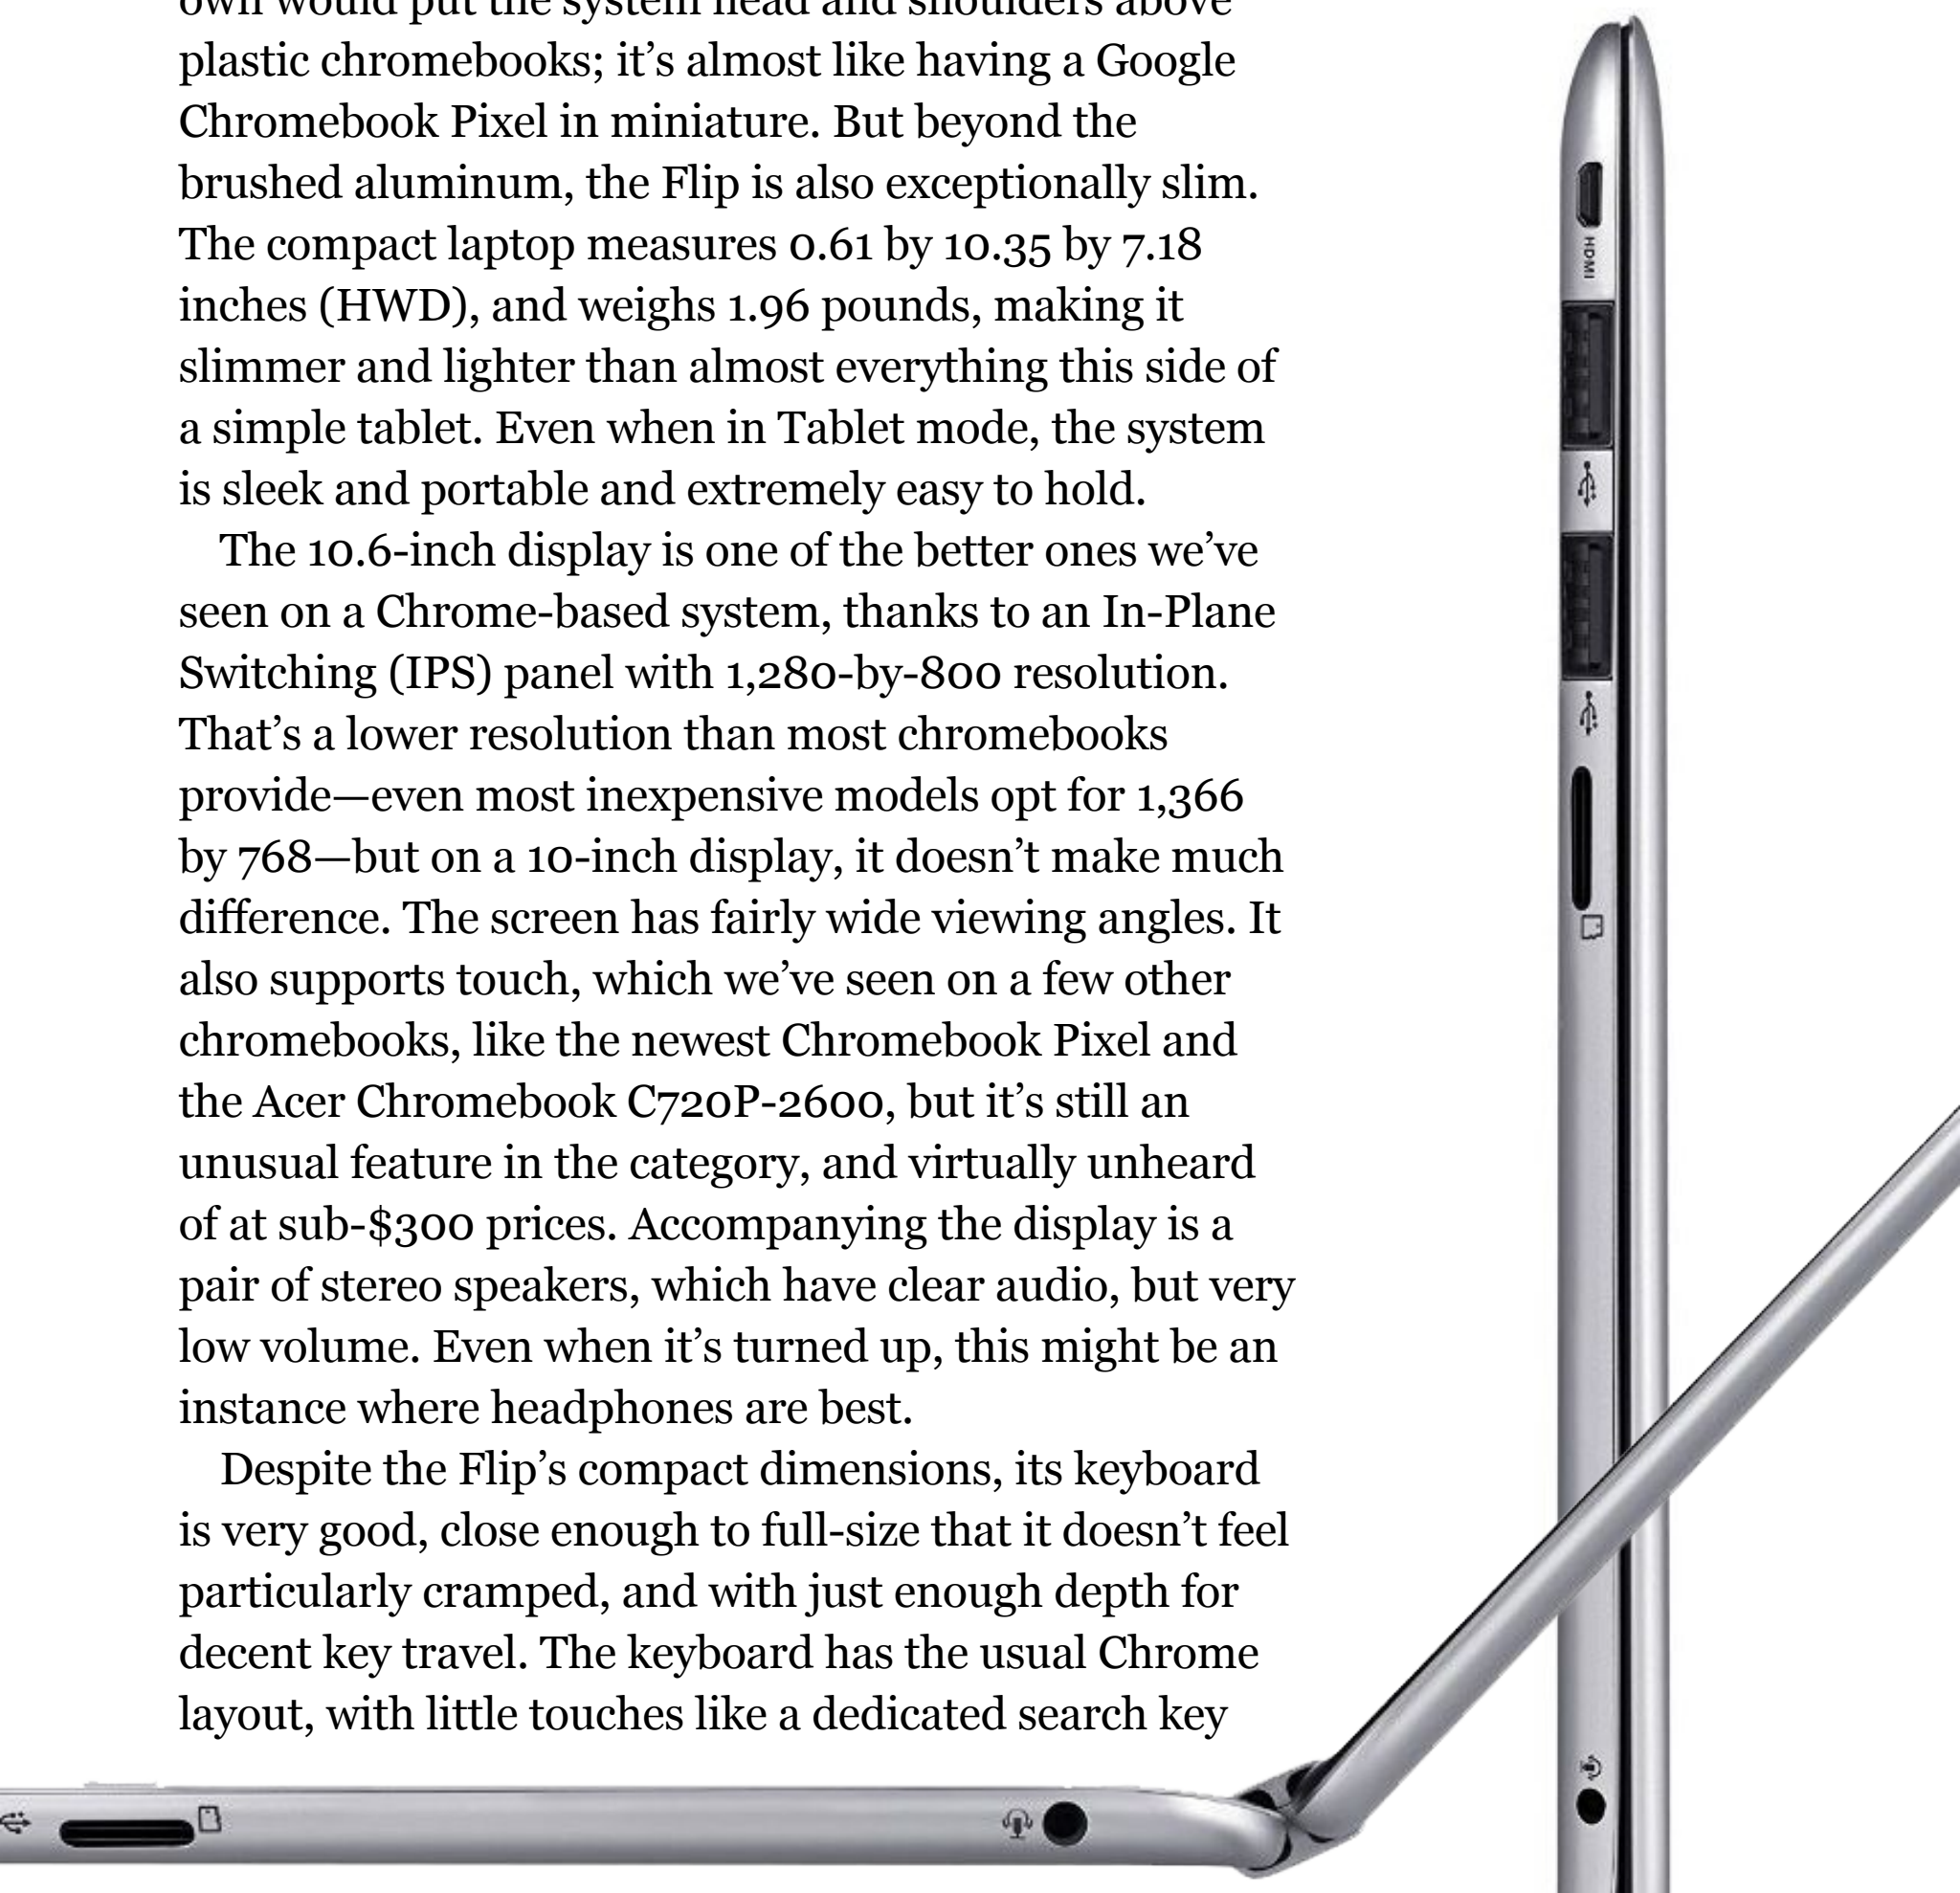 own would put the system head and shoulders above
plastic chromebooks; it’s almost like having a Google
Chromebook Pixel in miniature. But beyond the
brushed aluminum, the Flip is also exceptionally slim.
The compact laptop measures 0.61 by 10.35 by 7.18
inches (HWD), and weighs 1.96 pounds, making it
slimmer and lighter than almost everything this side of
a simple tablet. Even when in Tablet mode, the system
is sleek and portable and extremely easy to hold.
The 10.6-inch display is one of the better ones we’ve
seen on a Chrome-based system, thanks to an In-Plane
Switching (IPS) panel with 1,280-by-800 resolution.
That’s a lower resolution than most chromebooks
provide—even most inexpensive models opt for 1,366
by 768—but on a 10-inch display, it doesn’t make much
difference. The screen has fairly wide viewing angles. It
also supports touch, which we’ve seen on a few other
chromebooks, like the newest Chromebook Pixel and
the Acer Chromebook C720P-2600, but it’s still an
unusual feature in the category, and virtually unheard
of at sub-$300 prices. Accompanying the display is a
pair of stereo speakers, which have clear audio, but very
low volume. Even when it’s turned up, this might be an
instance where headphones are best.
Despite the Flip’s compact dimensions, its keyboard
is very good, close enough to full-size that it doesn’t feel
particularly cramped, and with just enough depth for
decent key travel. The keyboard has the usual Chrome
layout, with little touches like a dedicated search key
HDMI